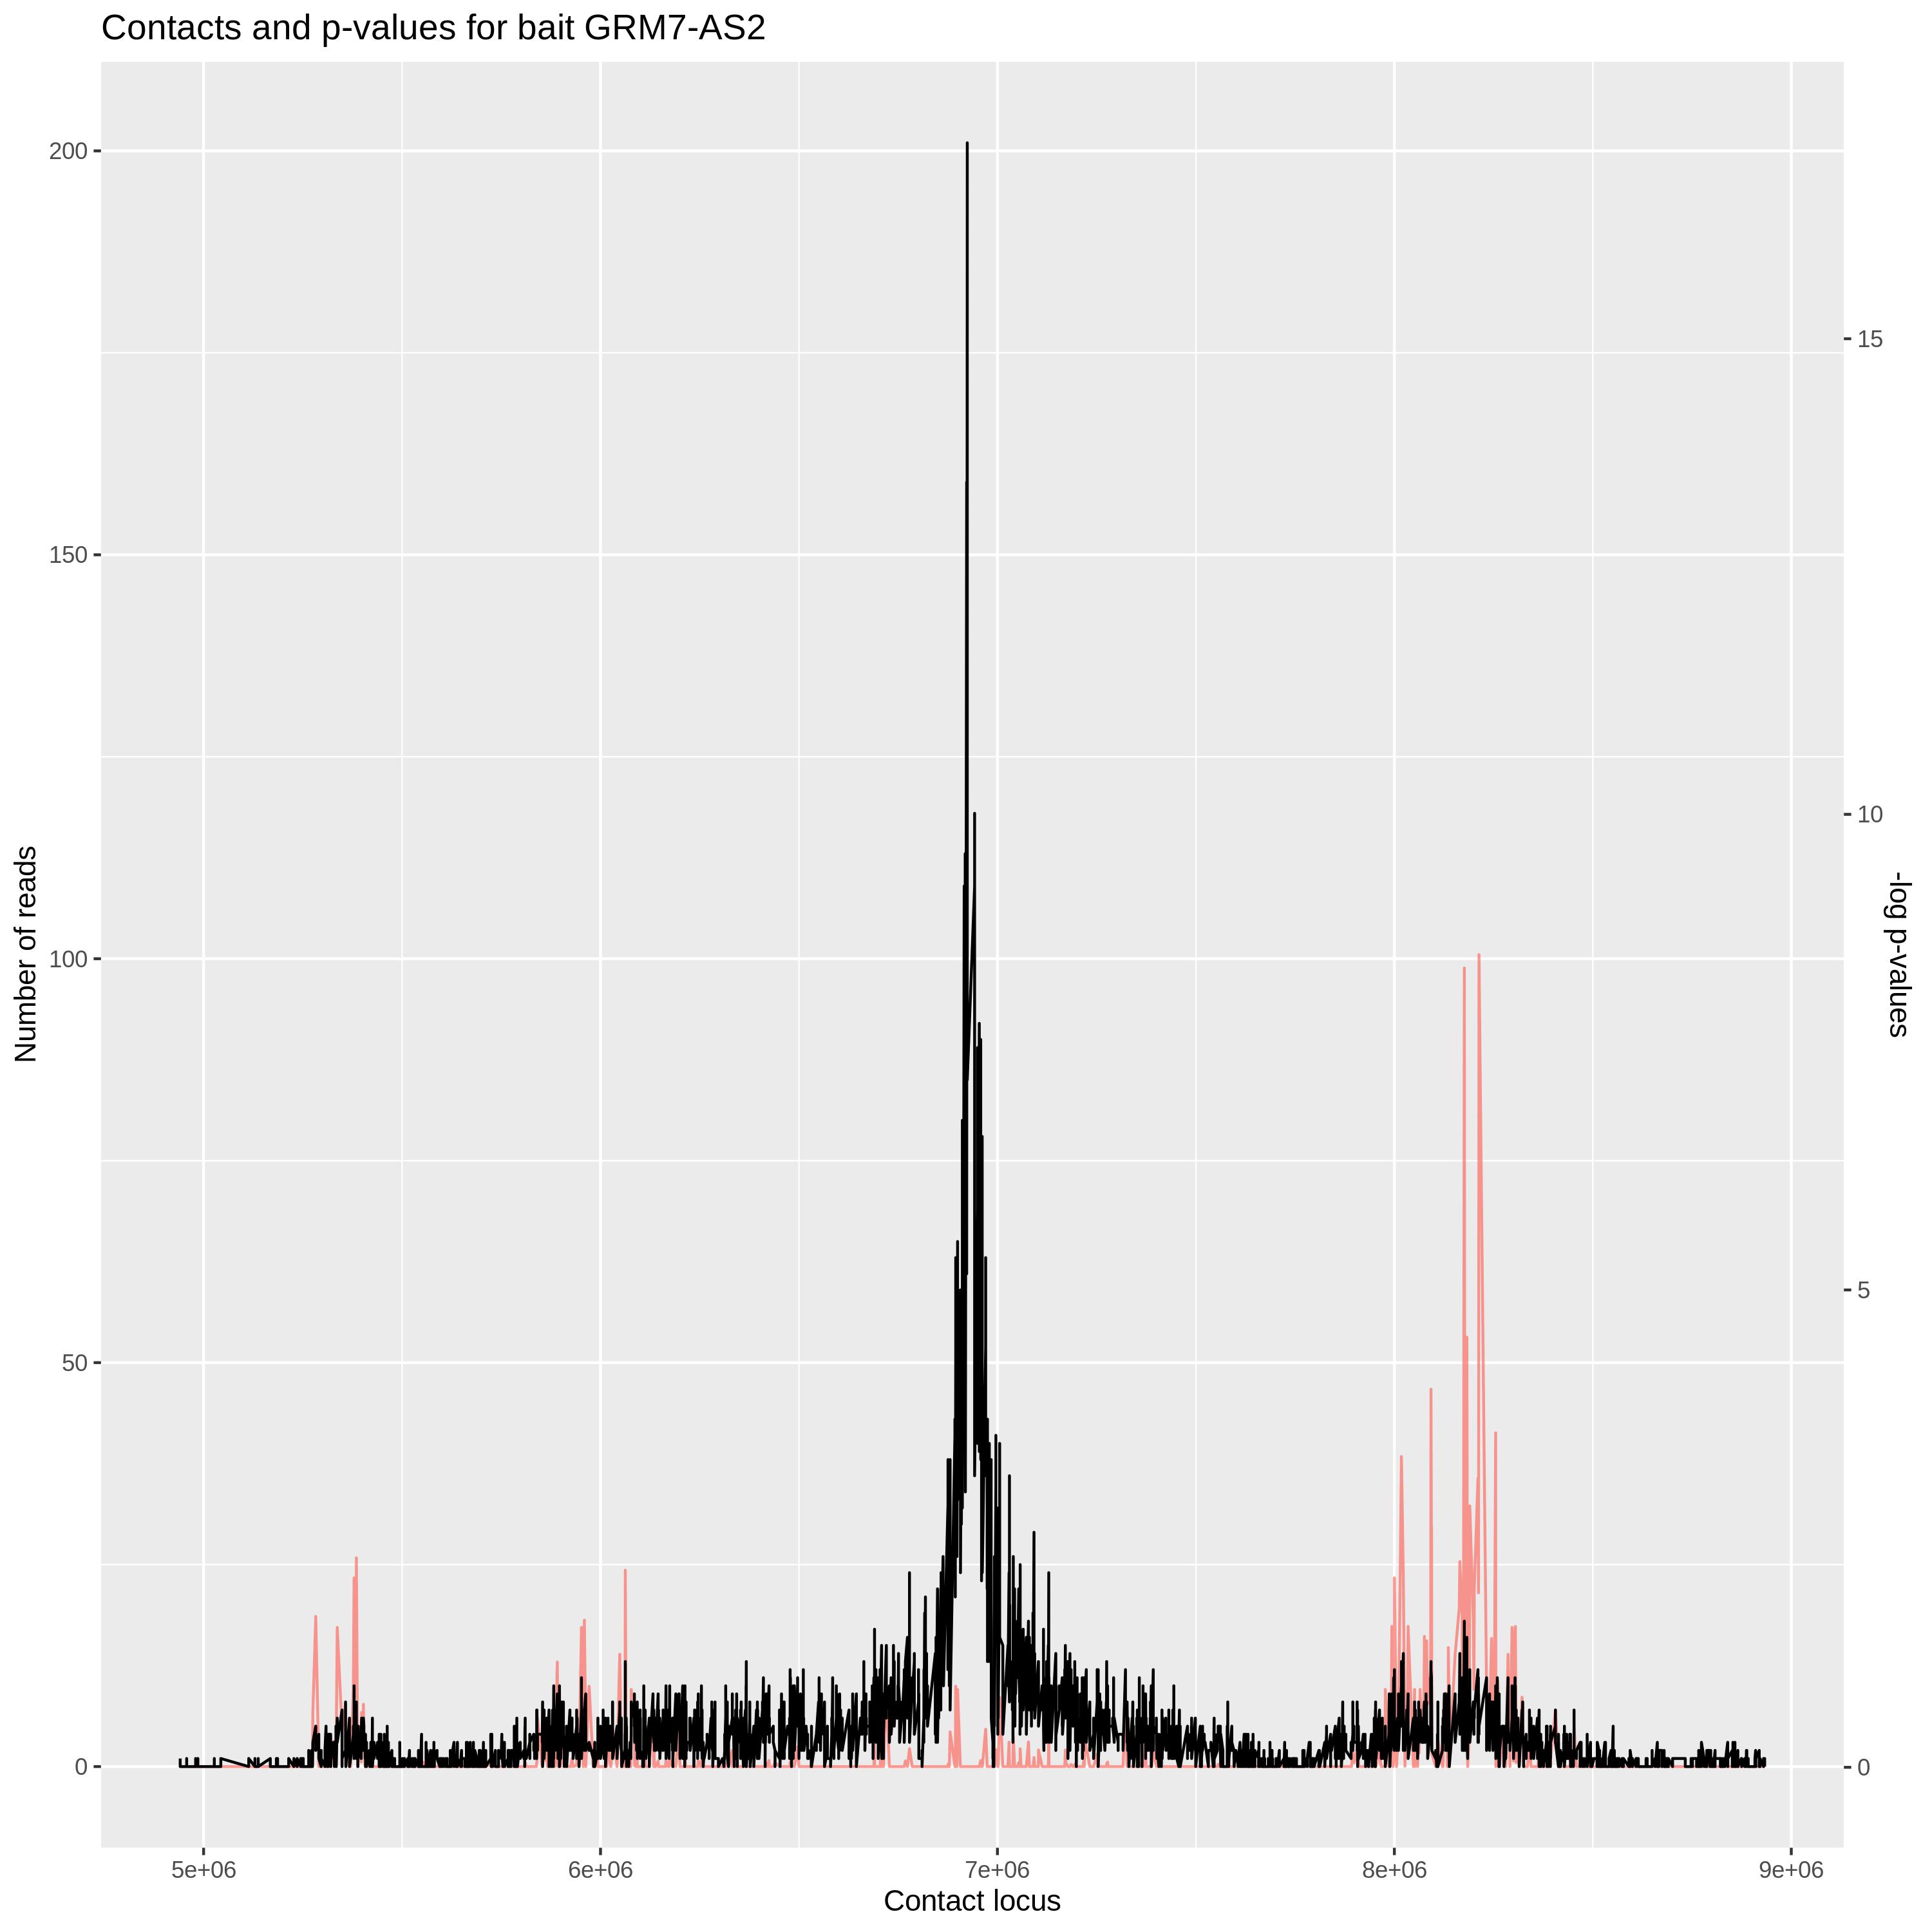 Contacts and p-values for bait GRM7-AS2
200
150
100
50
0
Number of reads
15
10
5
0
-log p-values
5e+06
6e+06
7e+06
8e+06
9e+06
Contact locus